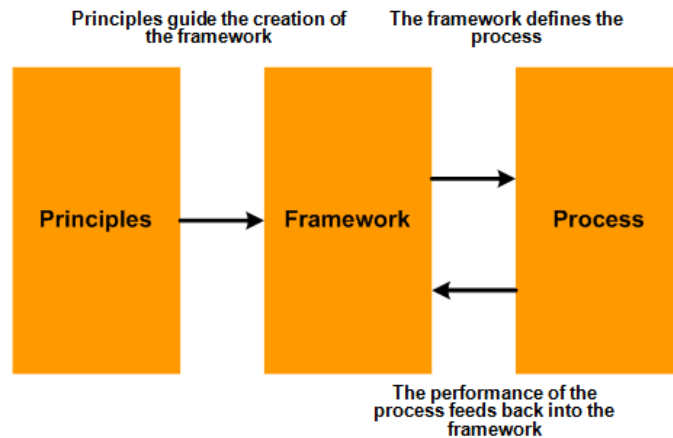 Principles guide the creation of
the framework
The framework defines the
process
Principles
Framework
Process
The performance of the
process feeds back into the
framework